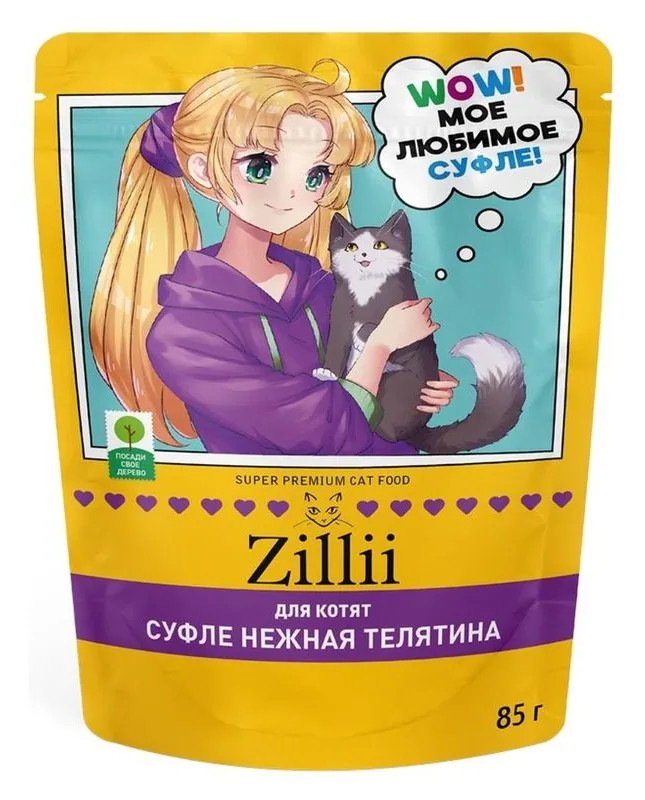 WOW!
МОЕ
ЛЮБИМОЕ
СУФЛЕ!
ПОСАДИ
СВОЕ
ДЕРЕВО
SUPER PREMIUM CAT FOOD
Zillii
ДЛЯ КОТЯТ
СУФЛЕ НЕЖНАЯ ТЕЛЯТИНА
85 г